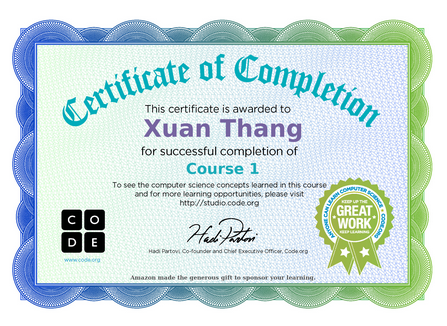 Certificate of Completion
This certificate is awarded to
Xuan Thang
for successful completion of
Course 1
To see the computer science concepts learned in this course
and for more learning opportunities, please visit
http://studio.code.org
C O
D E
www.code.org
Hadi Partovi
Hadi Partovi, Co-founder and Chief Executive Officer, Code.org
ANYONE CAN LEARN COMPUTER SCIENCE
CODE.ORG
KEEP UP THE
GREAT
WORK
KEEP LEARNING
Amazon made the generous gift to sponsor your learning.